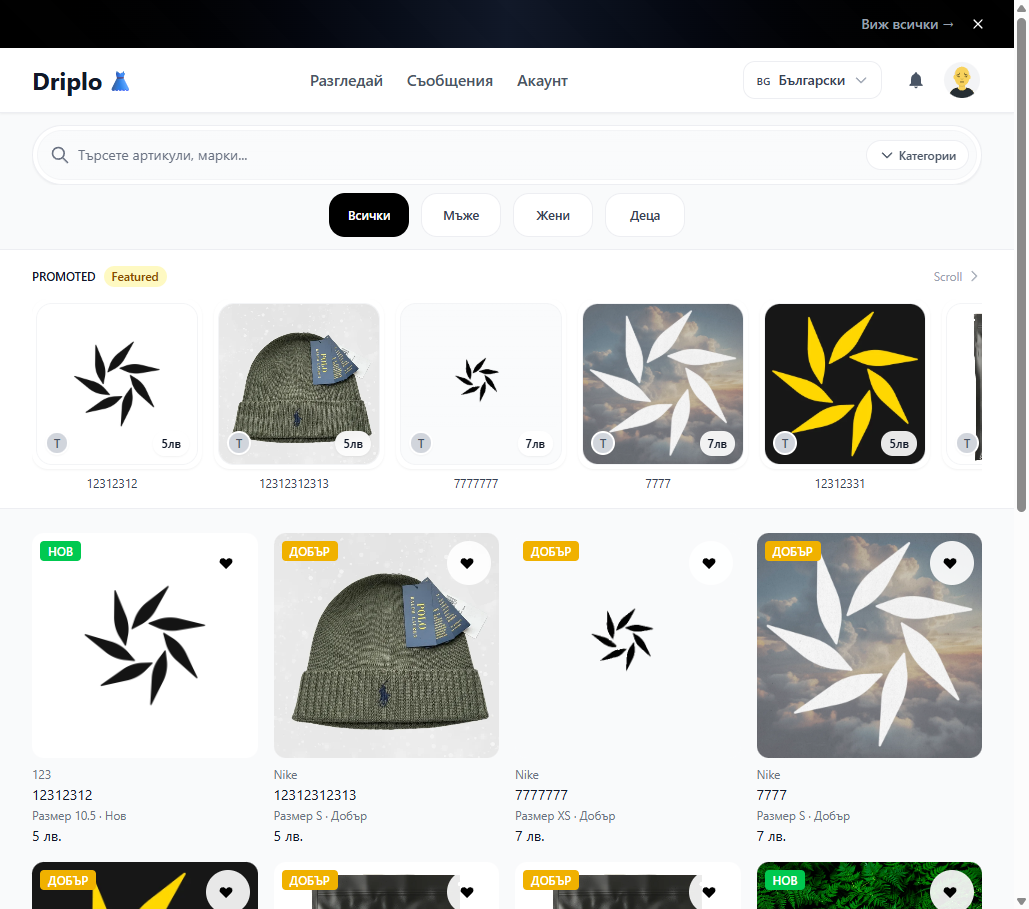 Виж всички → ×
Driplo
Разгледай Съобщения Акаунт
BG Български
Търсете артикули, марки...
Категории
Всички Мъже Жени Деца
PROMOTED Featured
Scroll
T 5лв
T 5лв
T 7лв
T 7лв
T 5лв
T
12312312 12312312313 7777777 7777 12312331
НОВ ДОБЪР ДОБЪР ДОБЪР
POLO
123 Nike Nike Nike
12312312 12312312313 7777777 7777
Размер 10.5 · Нов Размер S · Добър Размер XS · Добър Размер S · Добър
5 лв. 5 лв. 7 лв. 7 лв.
ДОБЪР ДОБЪР ДОБЪР НОВ